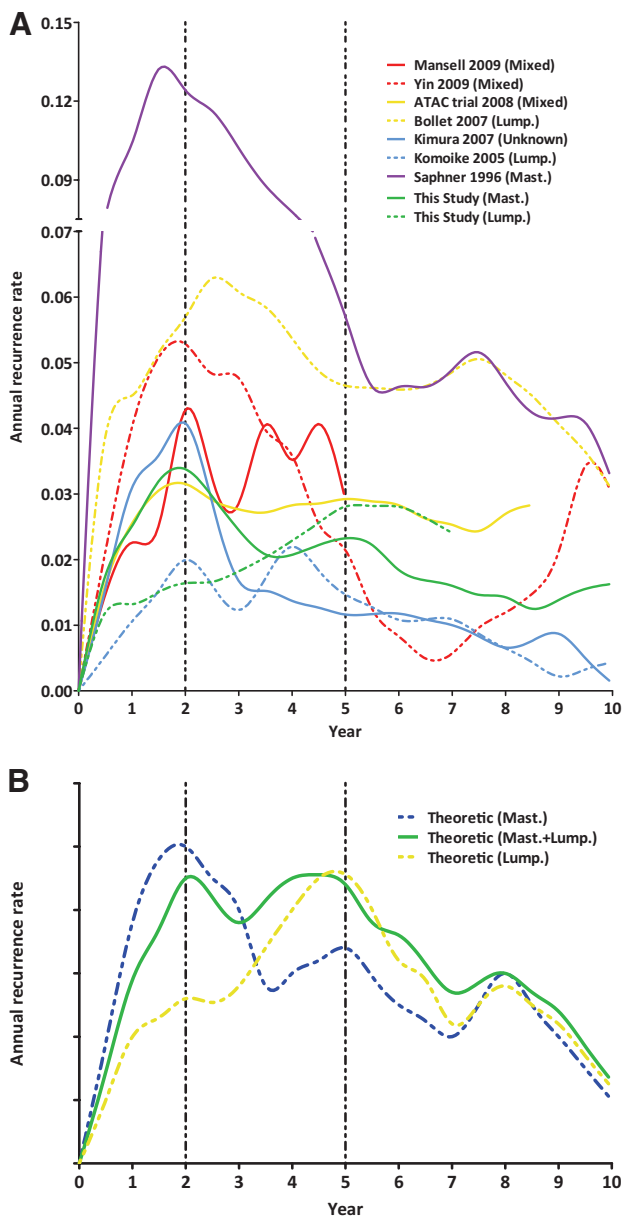 A
0.15
0.12
0.09
0.07
0.06
0.05
0.04
0.03
0.02
0.01
0.00
Annual recurrence rate
Mansell 2009 (Mixed)
Yin 2009 (Mixed)
ATAC trial 2008 (Mixed)
Bollet 2007 (Lump.)
Kimura 2007 (Unknown)
Komoike 2005 (Lump.)
Saphner 1996 (Mast.)
This Study (Mast.)
This Study (Lump.)
0 1 2 3 4 5 6 7 8 9 10
Year
B
Annual recurrence rate
Theoretic (Mast.)
Theoretic (Mast.+Lump.)
Theoretic (Lump.)
0 1 2 3 4 5 6 7 8 9 10
Year